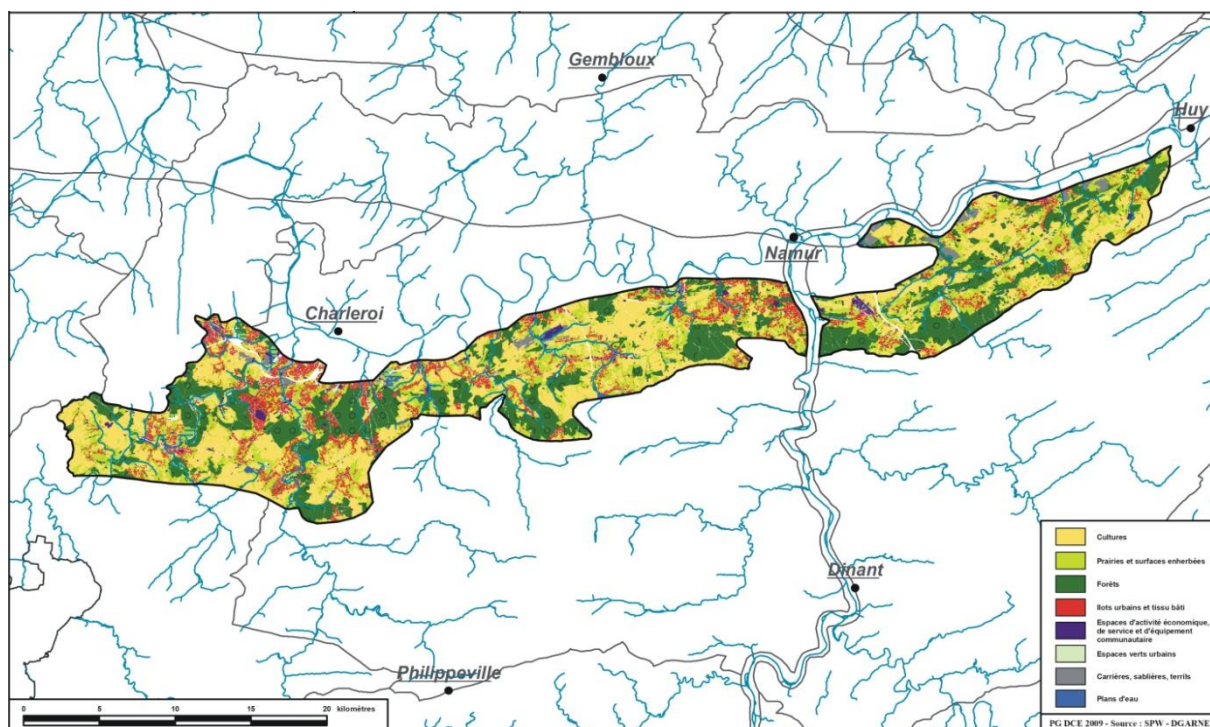 Gembloux
Huy
Namur
Charleroi
Dinant
Philippeville
Cultures
Prairies et surfaces enherbées
Forêts
Ilots urbains et tissu bâti
Espaces d'activité économique,
de service et d'équipement
communautaire
Espaces verts urbains
Carrières, sablières, terrils
Plans d'eau
0 5 10 15 20 kilomètres
PG DCE 2009 - Source : SPW - DGARNE